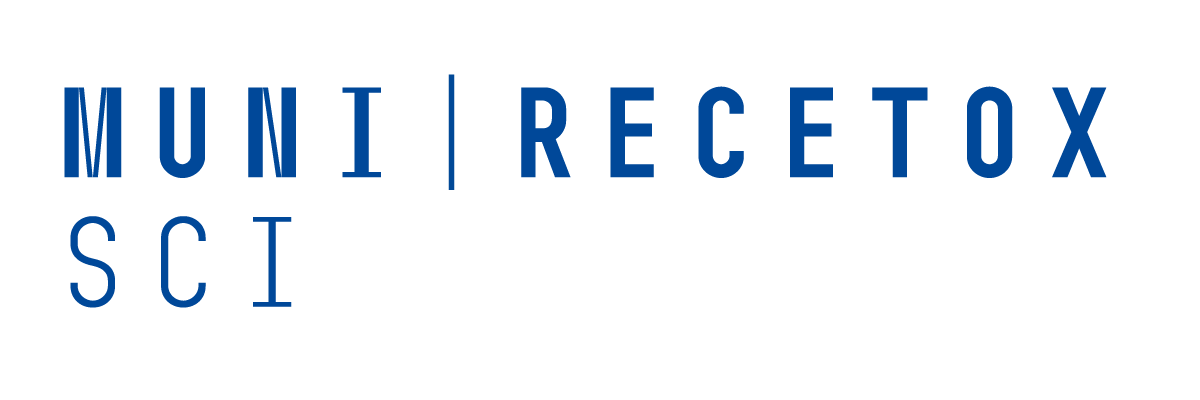 MUNI | RECETOX
SCI